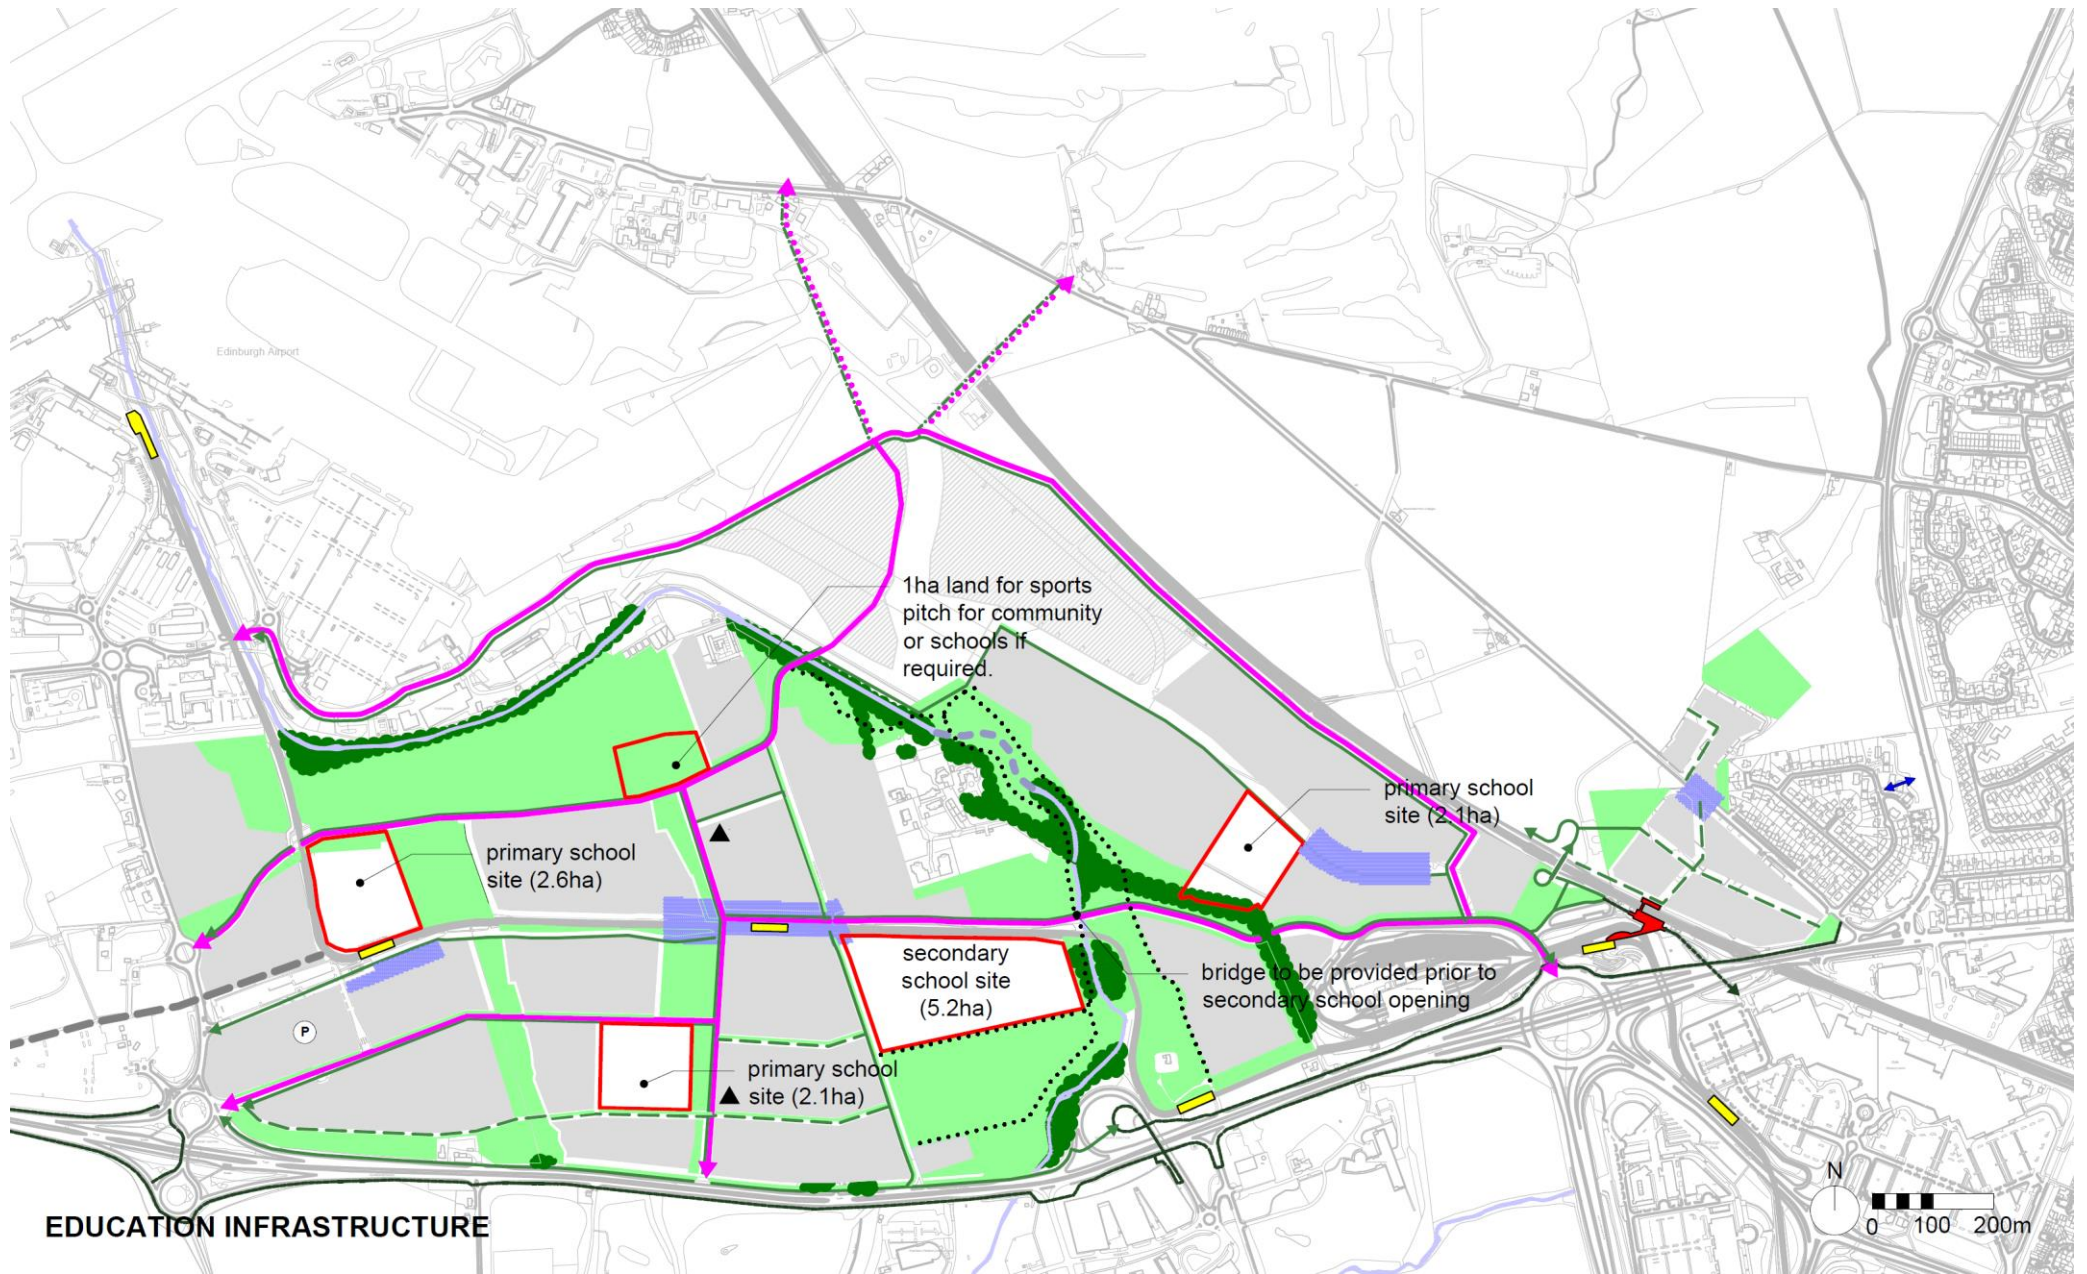 Edinburgh Airport
1ha land for sports
pitch for community
or schools if
required.
primary school
site (2.1ha)
primary school
site (2.6ha)
secondary
school site
(5.2ha)
bridge to be provided prior to
secondary school opening
P
primary school
site (2.1ha)
N
0 100 200m
EDUCATION INFRASTRUCTURE